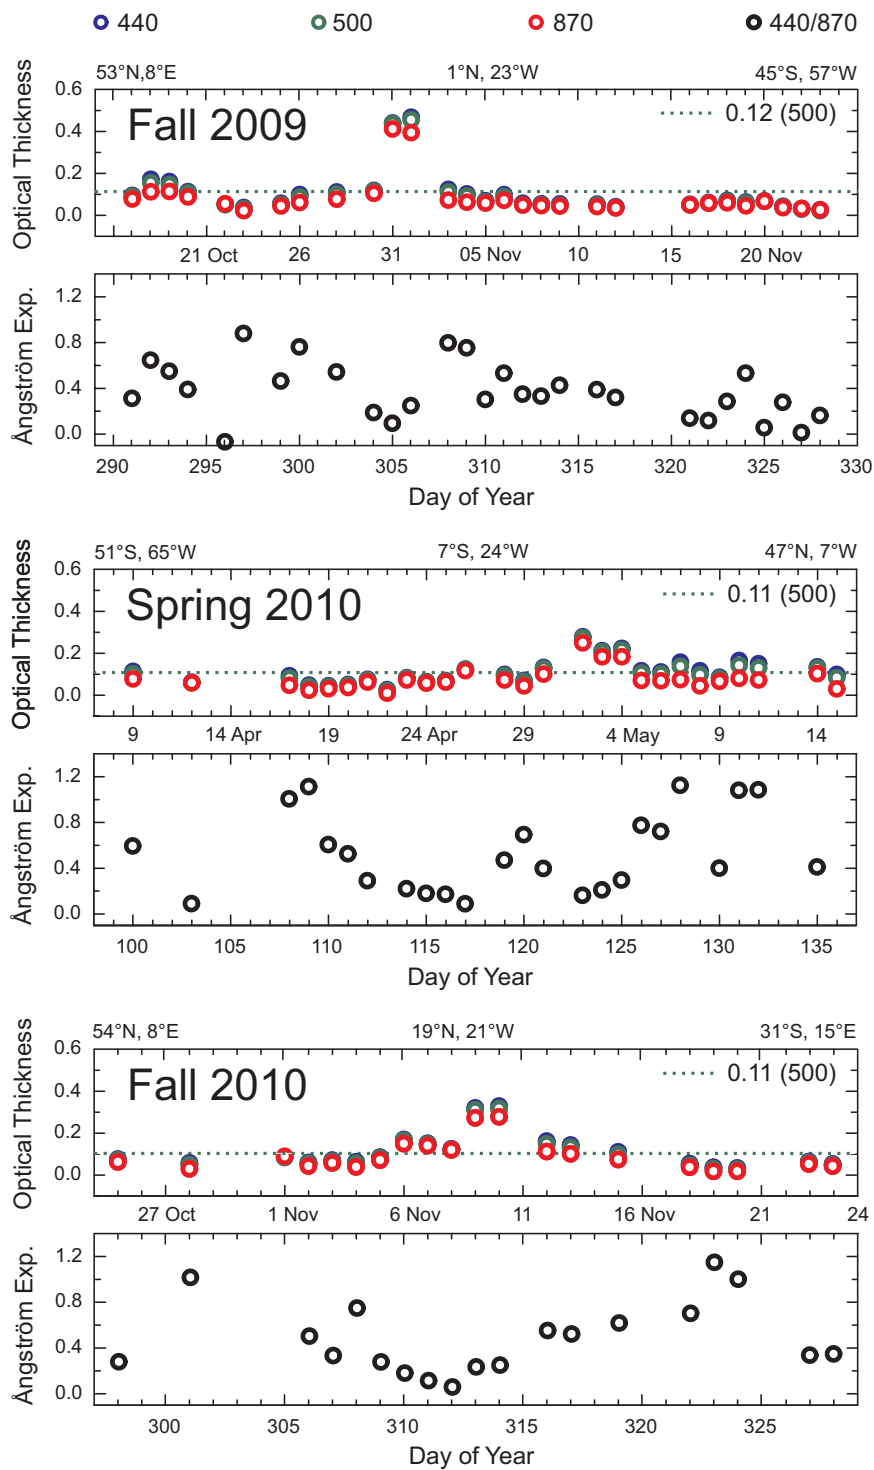 440 500 870 440/870
53°N,8°E 1°N, 23°W 45°S, 57°W
Optical Thickness
0.6
0.4
0.2
0.0
Fall 2009
0.12 (500)
21 Oct 26 31 05 Nov 10 15 20 Nov
Ångström Exp.
1.2
0.8
0.4
0.0
290 295 300 305 310 315 320 325 330
Day of Year
51°S, 65°W 7°S, 24°W 47°N, 7°W
Optical Thickness
0.6
0.4
0.2
0.0
Spring 2010
0.11 (500)
9 14 Apr 19 24 Apr 29 4 May 9 14
Ångström Exp.
1.2
0.8
0.4
0.0
100 105 110 115 120 125 130 135
Day of Year
54°N, 8°E 19°N, 21°W 31°S, 15°E
Optical Thickness
0.6
0.4
0.2
0.0
Fall 2010
0.11 (500)
27 Oct 1 Nov 6 Nov 11 16 Nov 21 24
Ångström Exp.
1.2
0.8
0.4
0.0
300 305 310 315 320 325
Day of Year